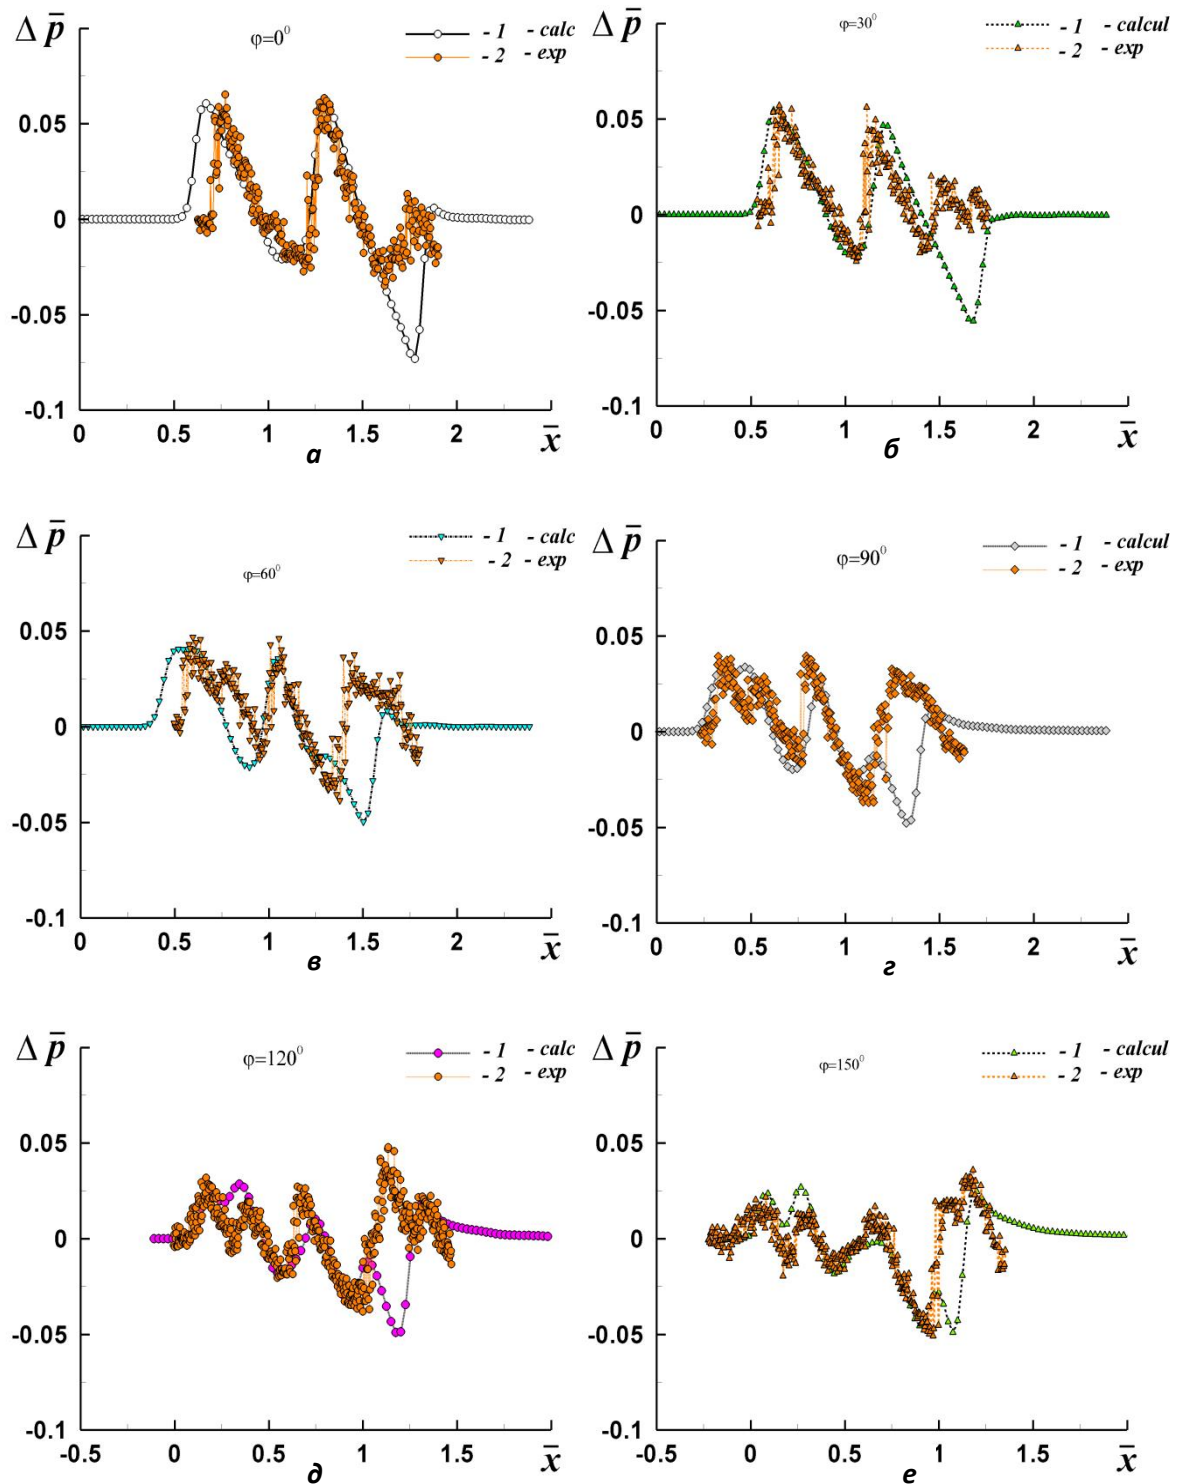 Δ p̄
φ=0⁰
- 1 - calc
- 2 - exp
0.05
0
-0.05
-0.1
0 0.5 1 1.5 2 x̄
а
Δ p̄
φ=30⁰
- 1 - calcul
- 2 - exp
0.05
0
-0.05
-0.1
0 0.5 1 1.5 2 x̄
б
Δ p̄
φ=60⁰
- 1 - calc
- 2 - exp
0.05
0
-0.05
-0.1
0 0.5 1 1.5 2 x̄
в
Δ p̄
φ=90⁰
- 1 - calcul
- 2 - exp
0.05
0
-0.05
-0.1
0 0.5 1 1.5 2 x̄
г
Δ p̄
φ=120⁰
- 1 - calc
- 2 - exp
0.05
0
-0.05
-0.1
-0.5 0 0.5 1 1.5 x̄
д
Δ p̄
φ=150⁰
- 1 - calcul
- 2 - exp
0.05
0
-0.05
-0.1
-0.5 0 0.5 1 1.5 x̄
е